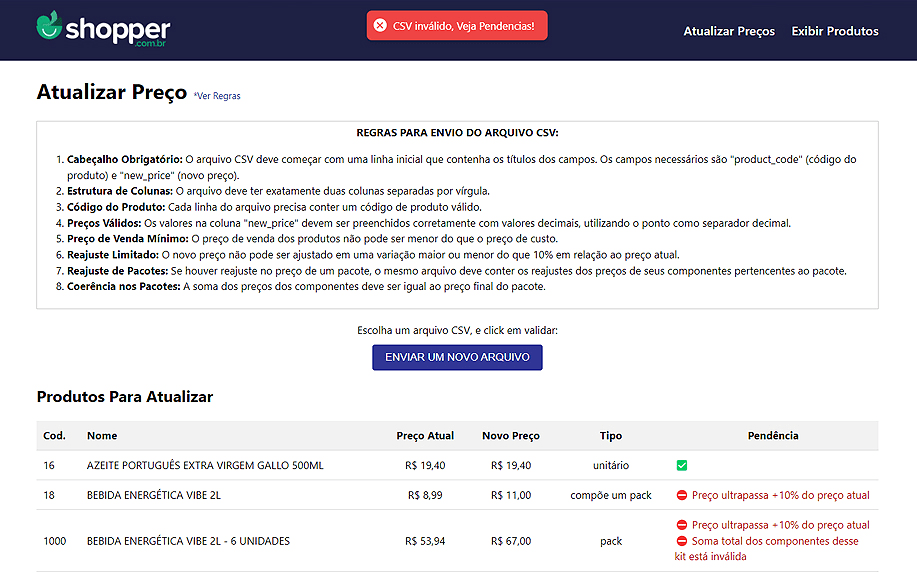 shopper
.com.br
CSV inválido, Veja Pendencias!
Atualizar Preços
Exibir Produtos
Atualizar Preço *Ver Regras
REGRAS PARA ENVIO DO ARQUIVO CSV:
1. Cabeçalho Obrigatório: O arquivo CSV deve começar com uma linha inicial que contenha os títulos dos campos. Os campos necessários são "product_code" (código do
produto) e "new_price" (novo preço).
2. Estrutura de Colunas: O arquivo deve ter exatamente duas colunas separadas por vírgula.
3. Código do Produto: Cada linha do arquivo precisa conter um código de produto válido.
4. Preços Válidos: Os valores na coluna "new_price" devem ser preenchidos corretamente com valores decimais, utilizando o ponto como separador decimal.
5. Preço de Venda Mínimo: O preço de venda dos produtos não pode ser menor do que o preço de custo.
6. Reajuste Limitado: O novo preço não pode ser ajustado em uma variação maior ou menor do que 10% em relação ao preço atual.
7. Reajuste de Pacotes: Se houver reajuste no preço de um pacote, o mesmo arquivo deve conter os reajustes dos preços de seus componentes pertencentes ao pacote.
8. Coerência nos Pacotes: A soma dos preços dos componentes deve ser igual ao preço final do pacote.
Escolha um arquivo CSV, e click em validar:
ENVIAR UM NOVO ARQUIVO
Produtos Para Atualizar
Cod. Nome Preço Atual Novo Preço Tipo Pendência
16 AZEITE PORTUGUÊS EXTRA VIRGEM GALLO 500ML R$ 19,40 R$ 19,40 unitário
18 BEBIDA ENERGÉTICA VIBE 2L R$ 8,99 R$ 11,00 compõe um pack Preço ultrapassa +10% do preço atual
1000 BEBIDA ENERGÉTICA VIBE 2L - 6 UNIDADES R$ 53,94 R$ 67,00 pack Preço ultrapassa +10% do preço atual
Soma total dos componentes desse
kit está inválida